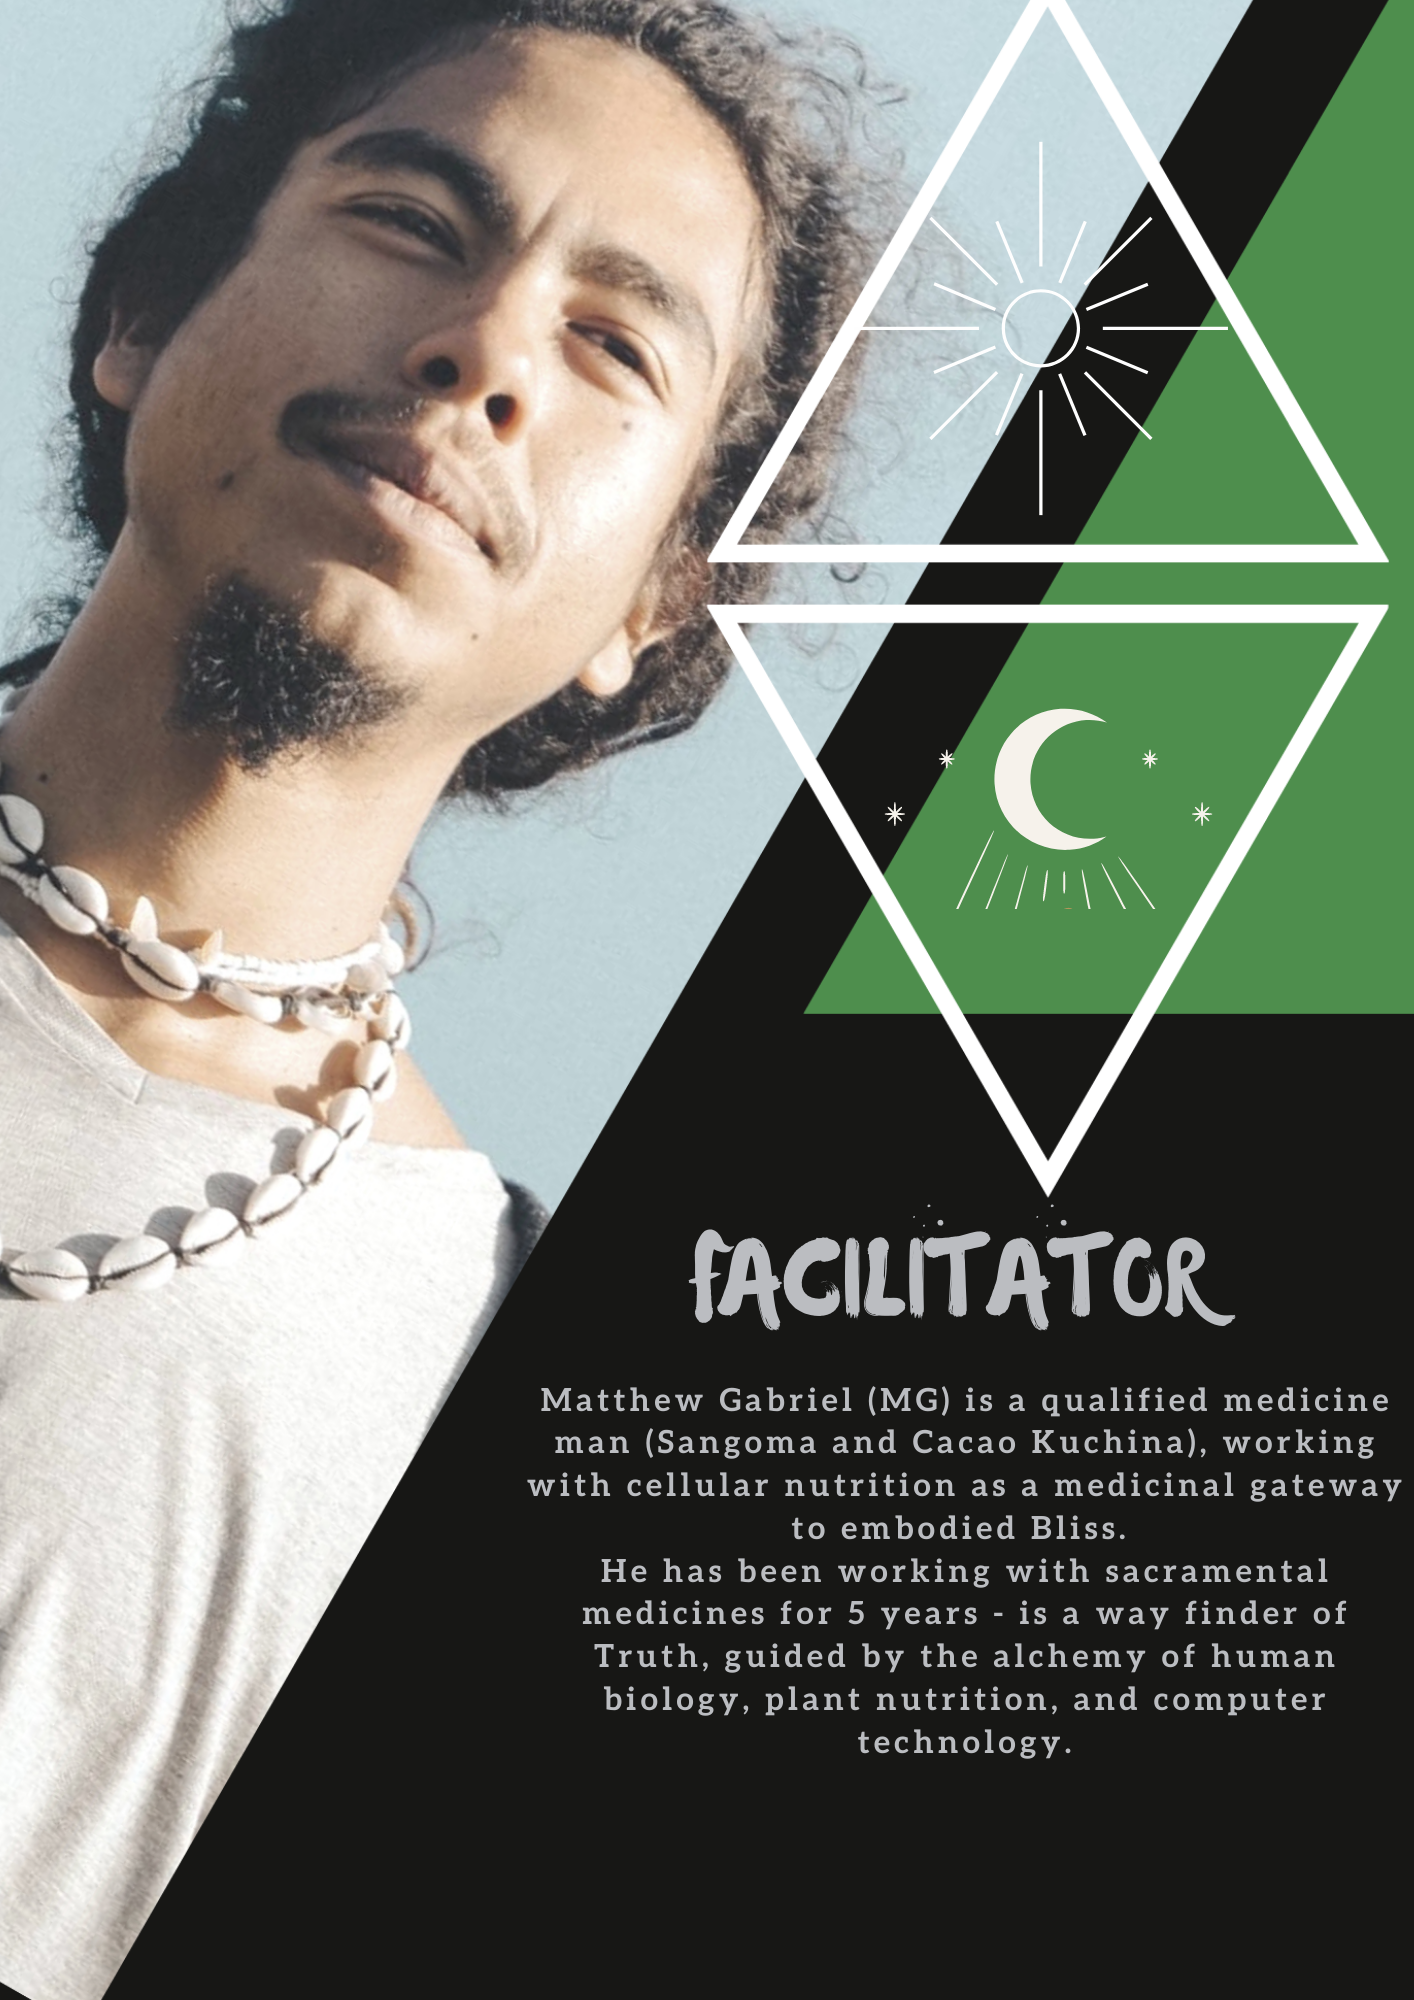 FACILITATOR
Matthew Gabriel (MG) is a qualified medicine
man (Sangoma and Cacao Kuchina), working
with cellular nutrition as a medicinal gateway
to embodied Bliss.
He has been working with sacramental
medicines for 5 years - is a way finder of
Truth, guided by the alchemy of human
biology, plant nutrition, and computer
technology.